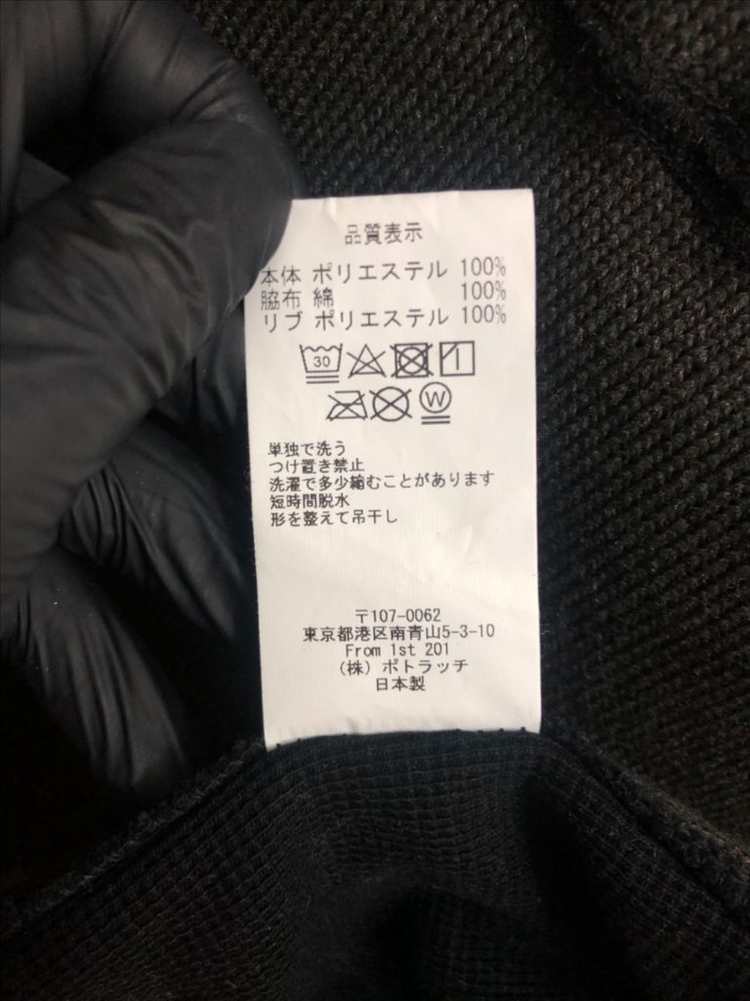 品質表示
本体 ポリエステル 100%
脇布 綿 100%
リブ ポリエステル 100%
30
W
単独で洗う
つけ置き禁止
洗濯で多少縮むことがあります
短時間脱水
形を整えて吊干し
〒107-0062
東京都港区南青山5-3-10
From 1st 201
(株) ポトラッチ
日本製